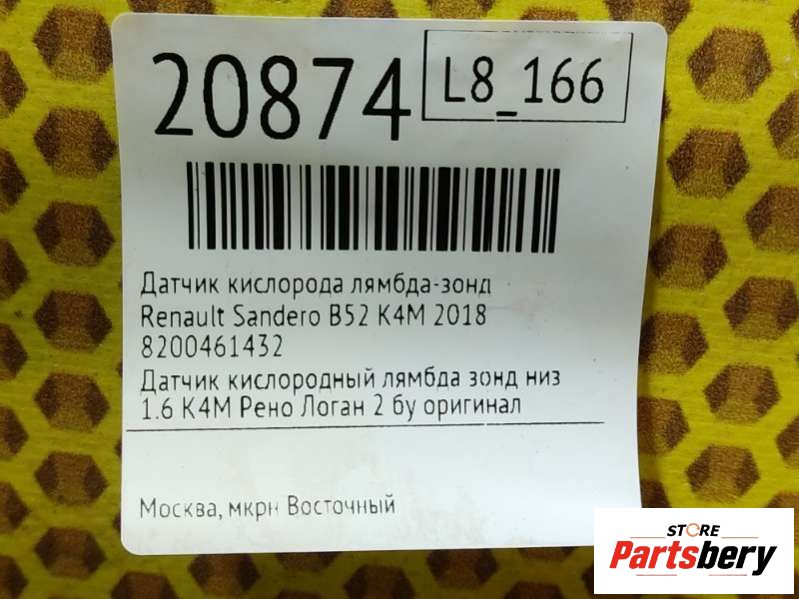 20874
L8_166
Датчик кислорода лямбда-зонд
Renault Sandero B52 K4M 2018
8200461432
Датчик кислородный лямбда зонд низ
1.6 K4M Рено Логан 2 бу оригинал
Москва, мкрн Восточный
STORE
Partsbery